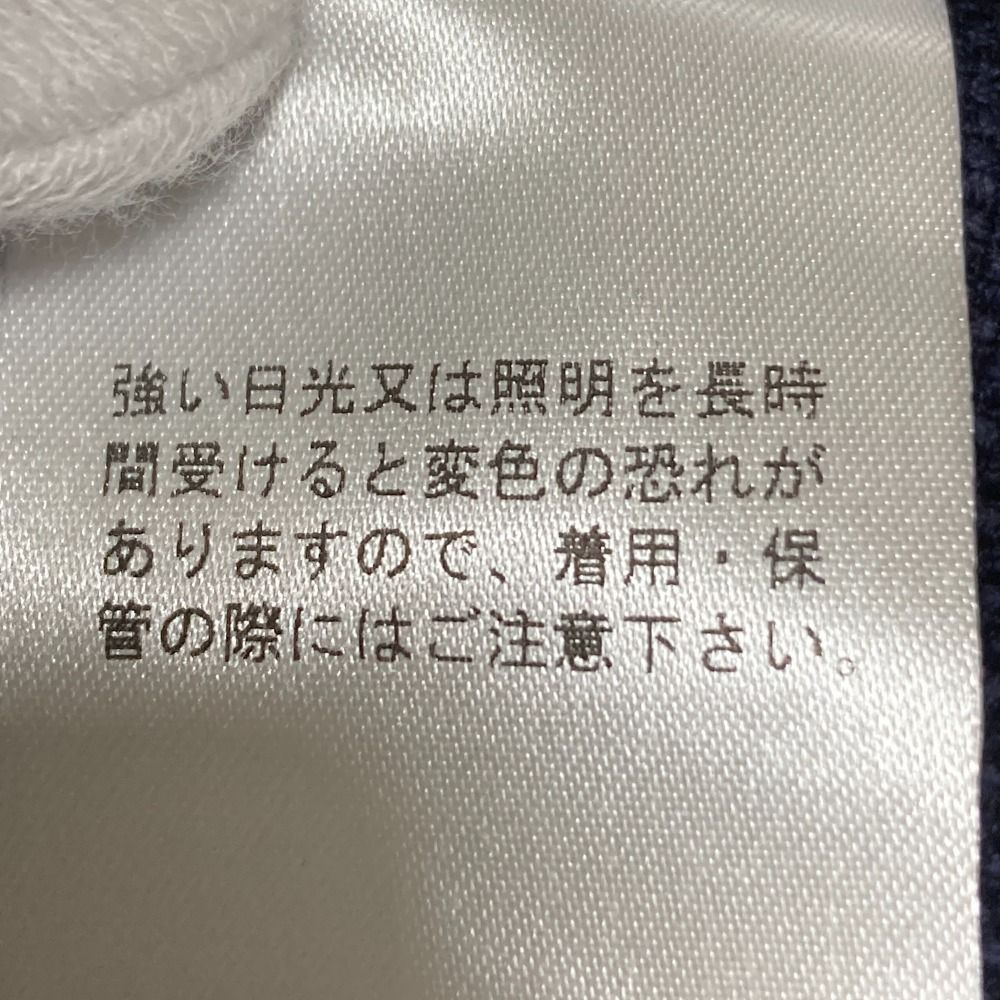 強い日光又は照明を長時
間受けると変色の恐れが
ありますので、着用・保
管の際にはご注意下さい。